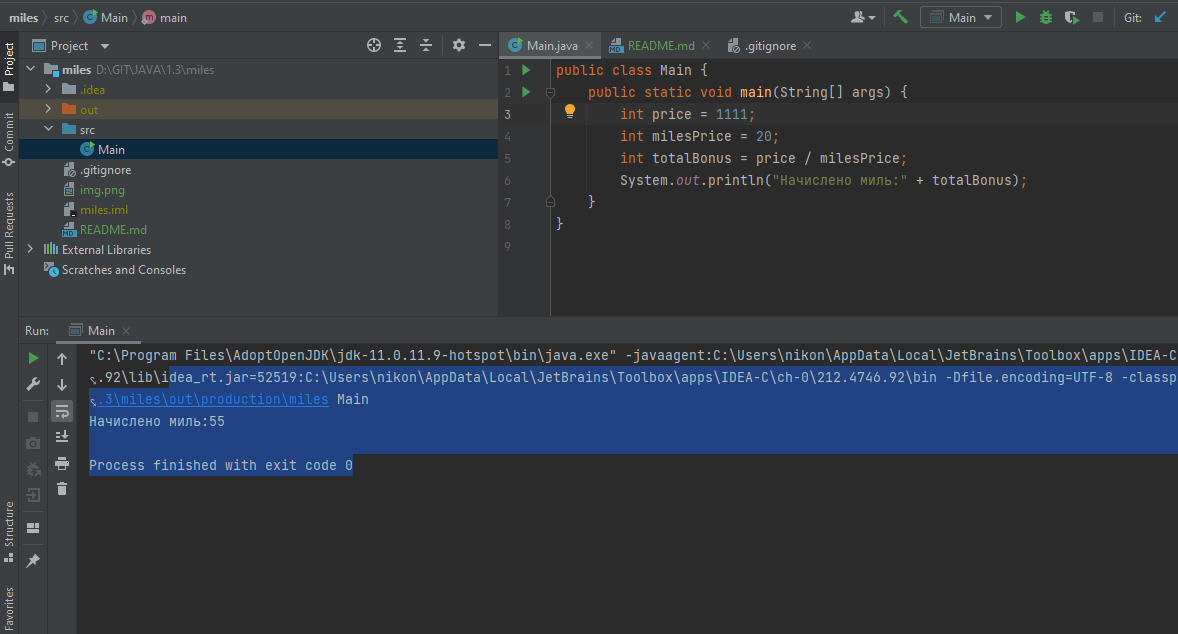 miles src Main main Main Git:
Project Main.java README.md .gitignore
miles D:\GIT\JAVA\1.3\miles
.idea
out
src
Main
.gitignore
img.png
miles.iml
README.md
External Libraries
Scratches and Consoles
1 public class Main {
2 public static void main(String[] args) {
3 int price = 1111;
4 int milesPrice = 20;
5 int totalBonus = price / milesPrice;
6 System.out.println("Начислено миль:" + totalBonus);
7 }
8 }
9
Project
Commit
Pull Requests
Structure
Favorites
Run: Main
"C:\Program Files\AdoptOpenJDK\jdk-11.0.11.9-hotspot\bin\java.exe" -javaagent:C:\Users\nikon\AppData\Local\JetBrains\Toolbox\apps\IDEA-C
.92\lib\idea_rt.jar=52519:C:\Users\nikon\AppData\Local\JetBrains\Toolbox\apps\IDEA-C\ch-0\212.4746.92\bin -Dfile.encoding=UTF-8 -classp
.3\miles\out\production\miles Main
Начислено миль:55
Process finished with exit code 0